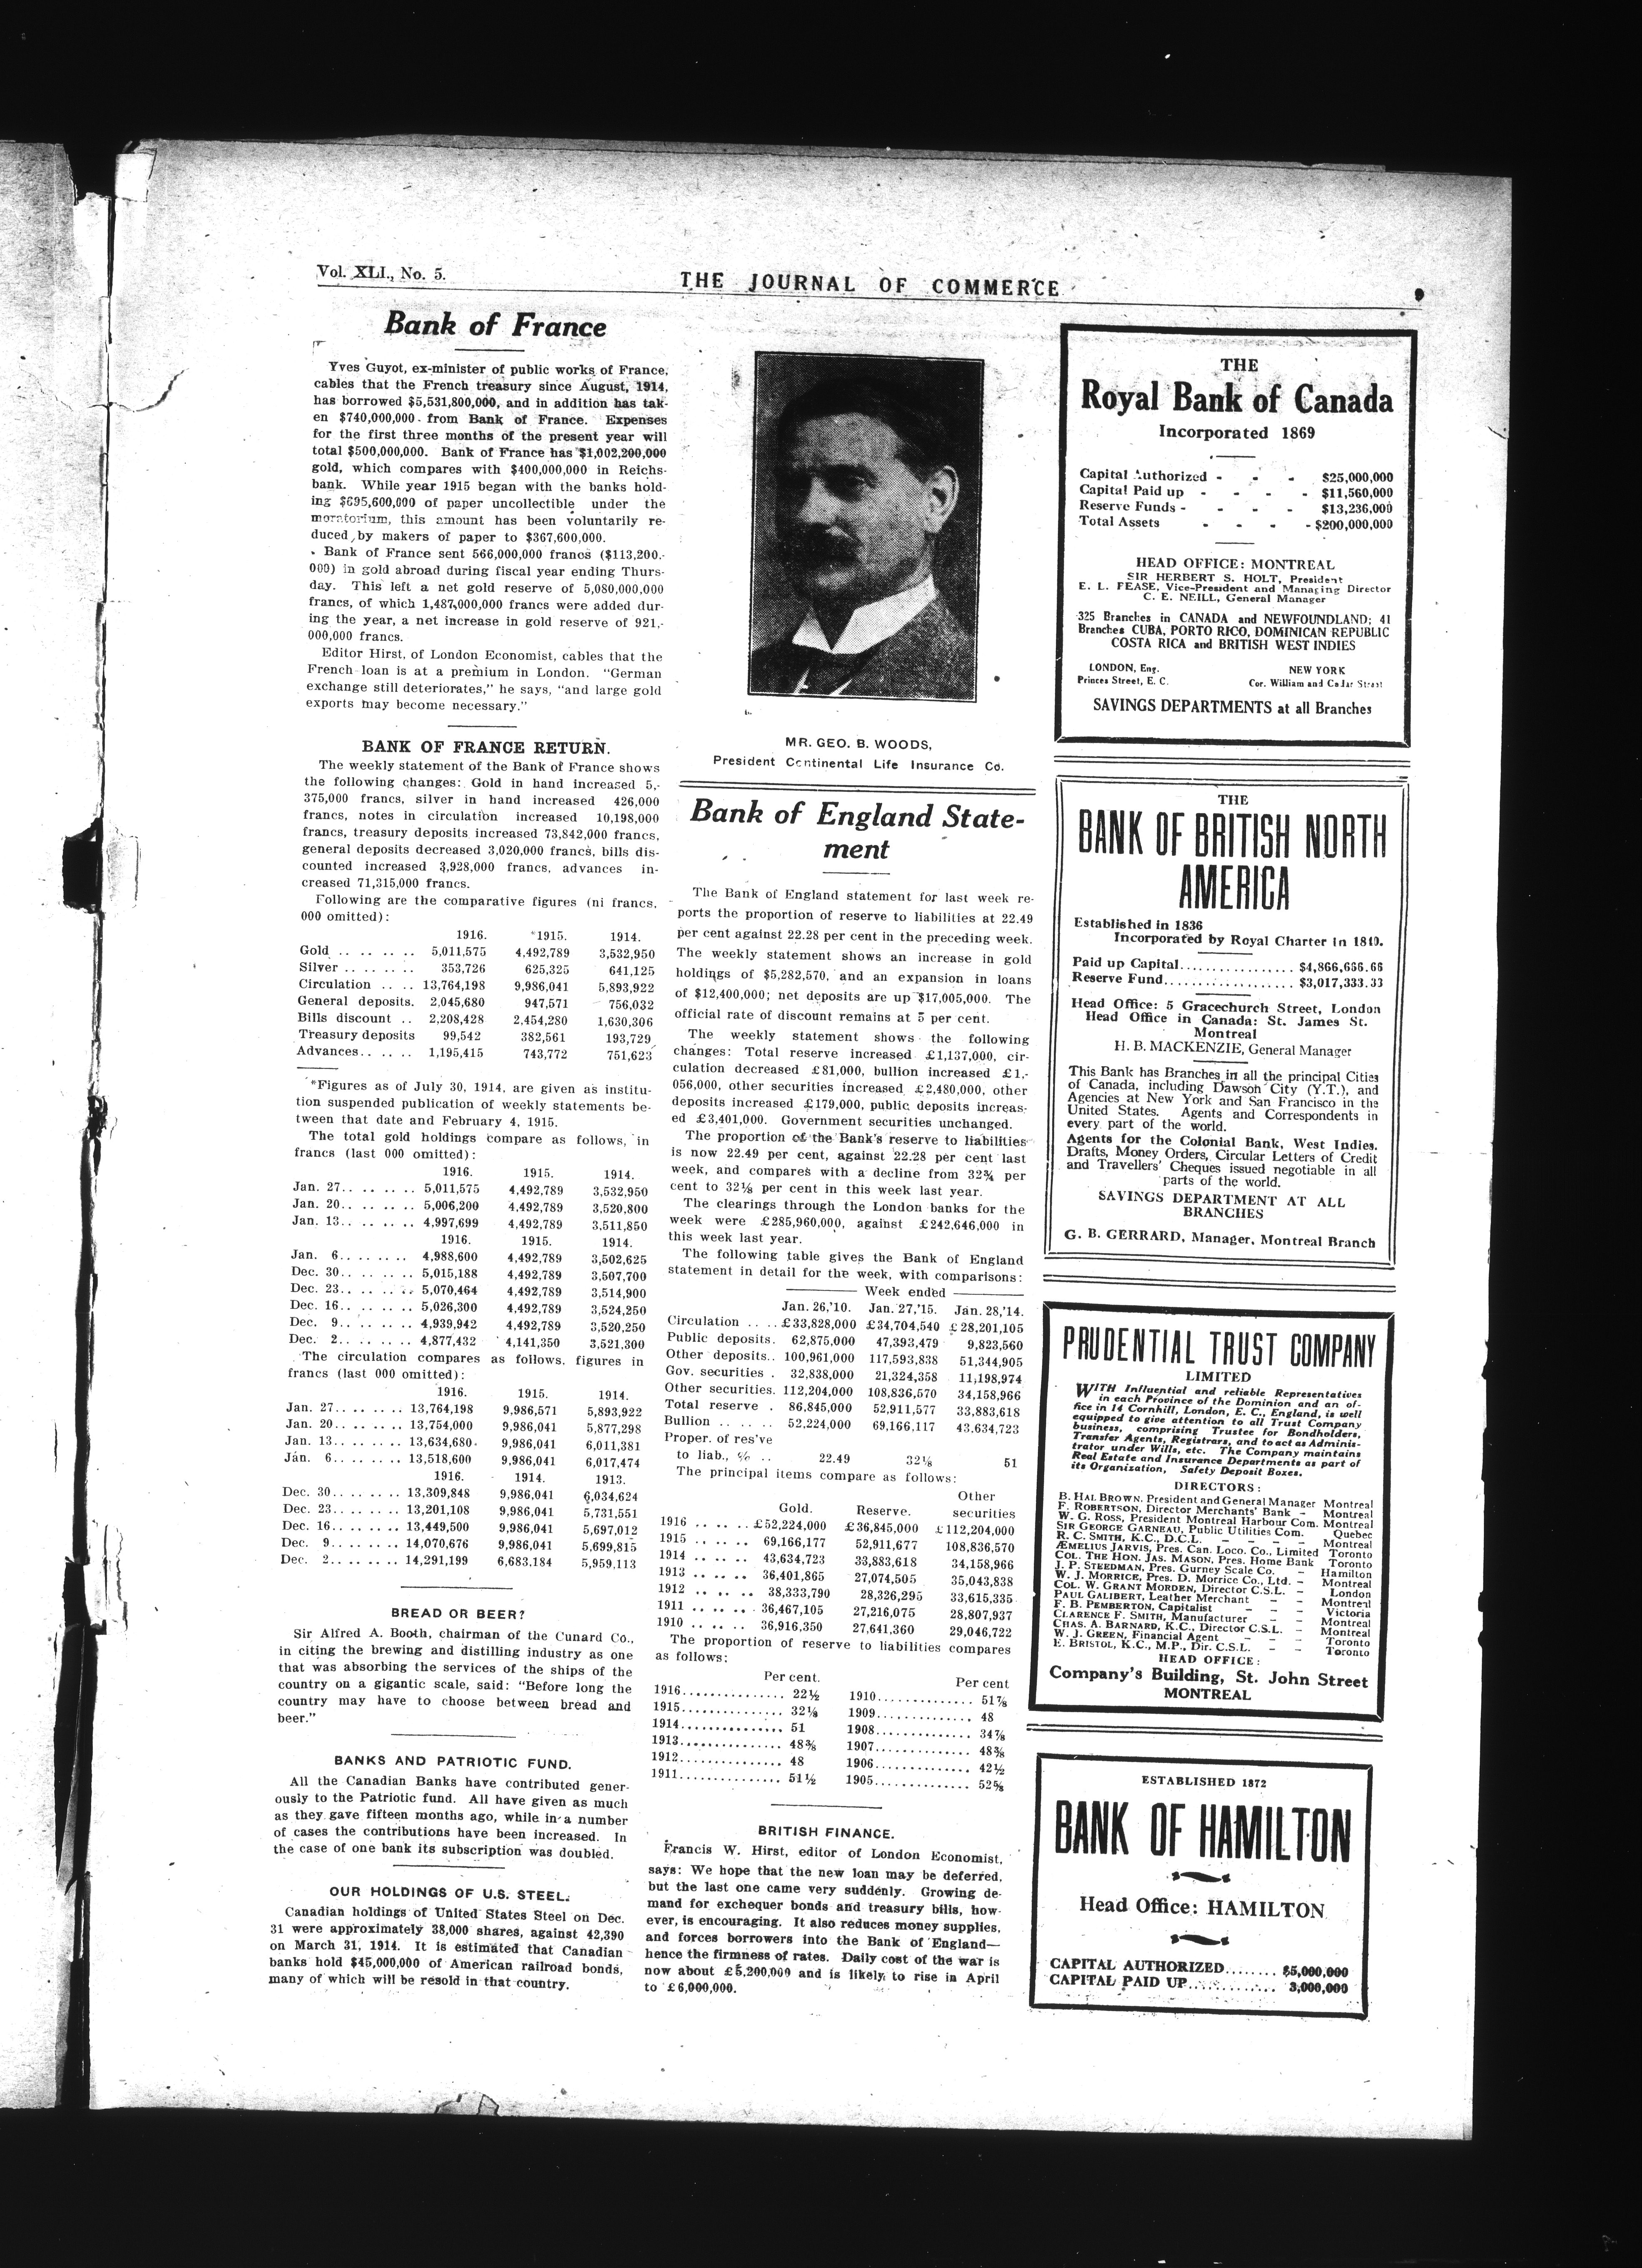 Vol. XLI., No. 5.
THE JOURNAL OF COMMERCE
9
Bank of France
Yves Guyot, ex-minister of public works of France,
cables that the French treasury since August, 1914,
has borrowed $5,531,800,000, and in addition has tak-
en $740,000,000 from Bank of France. Expenses
for the first three months of the present year will
total $500,000,000. Bank of France has $1,002,200,000
gold, which compares with $400,000,000 in Reichs-
bank. While year 1915 began with the banks hold-
ing $695,600,000 of paper uncollectible under the
moratorium, this amount has been voluntarily re-
duced by makers of paper to $367,600,000.
Bank of France sent 566,000,000 francs ($113,200,-
000) in gold abroad during fiscal year ending Thurs-
day. This left a net gold reserve of 5,080,000,000
francs, of which 1,487,000,000 francs were added dur-
ing the year, a net increase in gold reserve of 921,-
000,000 francs.
Editor Hirst, of London Economist, cables that the
French loan is at a premium in London. "German
exchange still deteriorates," he says, "and large gold
exports may become necessary."
BANK OF FRANCE RETURN.
The weekly statement of the Bank of France shows
the following changes: Gold in hand increased 5,-
375,000 francs, silver in hand increased 426,000
francs, notes in circulation increased 10,198,000
francs, treasury deposits increased 73,842,000 francs,
general deposits decreased 3,020,000 francs, bills dis-
counted increased 3,928,000 francs, advances in-
creased 71,315,000 francs.
Following are the comparative figures (ni francs,
000 omitted):
1916. *1915. 1914.
Gold .. .. .. .. .. 5,011,575 4,492,789 3,532,950
Silver .. .. .. .. 353,726 625,325 641,125
Circulation .. .. 13,764,198 9,986,041 5,893,922
General deposits. 2,045,680 947,571 756,032
Bills discount .. 2,208,428 2,454,280 1,630,306
Treasury deposits 99,542 382,561 193,729
Advances.. .. .. 1,195,415 743,772 751,623
*Figures as of July 30, 1914, are given as institu-
tion suspended publication of weekly statements be-
tween that date and February 4, 1915.
The total gold holdings compare as follows, in
francs (last 000 omitted):
1916. 1915. 1914.
Jan. 27.. .. .. .. 5,011,575 4,492,789 3,532,950
Jan. 20.. .. .. .. 5,006,200 4,492,789 3,520,800
Jan. 13.. .. .. .. 4,997,699 4,492,789 3,511,850
1916. 1915. 1914.
Jan. 6.. .. .. .. 4,988,600 4,492,789 3,502,625
Dec. 30.. .. .. .. 5,015,188 4,492,789 3,507,700
Dec. 23.. .. .. .. 5,070,464 4,492,789 3,514,900
Dec. 16.. .. .. .. 5,026,300 4,492,789 3,524,250
Dec. 9.. .. .. .. 4,939,942 4,492,789 3,520,250
Dec. 2.. .. .. .. 4,877,432 4,141,350 3,521,300
The circulation compares as follows, figures in
francs (last 000 omitted):
1916. 1915. 1914.
Jan. 27.. .. .. .. 13,764,198 9,986,571 5,893,922
Jan. 20.. .. .. .. 13,754,000 9,986,041 5,877,298
Jan. 13.. .. .. .. 13,634,680 9,986,041 6,011,381
Jan. 6.. .. .. .. 13,518,600 9,986,041 6,017,474
1916. 1914. 1913.
Dec. 30.. .. .. .. 13,309,848 9,986,041 6,034,624
Dec. 23.. .. .. .. 13,201,108 9,986,041 5,731,551
Dec. 16.. .. .. .. 13,449,500 9,986,041 5,697,012
Dec. 9.. .. .. .. 14,070,676 9,986,041 5,699,815
Dec. 2.. .. .. .. 14,291,199 6,683,184 5,959,113
BREAD OR BEER?
Sir Alfred A. Booth, chairman of the Cunard Co.,
in citing the brewing and distilling industry as one
that was absorbing the services of the ships of the
country on a gigantic scale, said: "Before long the
country may have to choose between bread and
beer."
BANKS AND PATRIOTIC FUND.
All the Canadian Banks have contributed gener-
ously to the Patriotic fund. All have given as much
as they gave fifteen months ago, while in a number
of cases the contributions have been increased. In
the case of one bank its subscription was doubled.
OUR HOLDINGS OF U.S. STEEL.
Canadian holdings of United States Steel on Dec.
31 were approximately 38,000 shares, against 42,390
on March 31, 1914. It is estimated that Canadian
banks hold $45,000,000 of American railroad bonds,
many of which will be resold in that country.
MR. GEO. B. WOODS,
President Continental Life Insurance Co.
Bank of England State-
ment
The Bank of England statement for last week re-
ports the proportion of reserve to liabilities at 22.49
per cent against 22.28 per cent in the preceding week.
The weekly statement shows an increase in gold
holdings of $5,282,570, and an expansion in loans
of $12,400,000; net deposits are up $17,005,000. The
official rate of discount remains at 5 per cent.
The weekly statement shows the following
changes: Total reserve increased £1,137,000, cir-
culation decreased £81,000, bullion increased £1,-
056,000, other securities increased £2,480,000, other
deposits increased £179,000, public deposits increas-
ed £3,401,000. Government securities unchanged.
The proportion of the Bank's reserve to liabilities
is now 22.49 per cent, against 22.28 per cent last
week, and compares with a decline from 32¾ per
cent to 32⅛ per cent in this week last year.
The clearings through the London banks for the
week were £285,960,000, against £242,646,000 in
this week last year.
The following table gives the Bank of England
statement in detail for the week, with comparisons:
Week ended
Jan. 26,'10. Jan. 27,'15. Jan. 28,'14.
Circulation .. .. £33,828,000 £34,704,540 £28,201,105
Public deposits. 62,875,000 47,393,479 9,823,560
Other deposits.. 100,961,000 117,593,838 51,344,905
Gov. securities . 32,838,000 21,324,358 11,198,974
Other securities. 112,204,000 108,836,570 34,158,966
Total reserve . 86,845,000 52,911,577 33,883,618
Bullion .. .. .. 52,224,000 69,166,117 43,634,723
Proper. of res've
to liab., % .. 22.49 32⅛ 51
The principal items compare as follows:
Other
Gold. Reserve. securities
1916 .. .. .. £52,224,000 £36,845,000 £112,204,000
1915 .. .. .. 69,166,177 52,911,677 108,836,570
1914 .. .. .. 43,634,723 33,883,618 34,158,966
1913 .. .. .. 36,401,865 27,074,505 35,043,838
1912 .. .. .. 38,333,790 28,326,295 33,615,335
1911 .. .. .. 36,467,105 27,216,075 28,807,937
1910 .. .. .. 36,916,350 27,641,360 29,046,722
The proportion of reserve to liabilities compares
as follows:
Per cent. Per cent
1916............... 22½ 1910.............. 51⅞
1915............... 32⅛ 1909.............. 48
1914............... 51 1908.............. 34⅞
1913............... 48⅜ 1907.............. 48⅜
1912............... 48 1906.............. 42½
1911............... 51½ 1905.............. 52⅝
BRITISH FINANCE.
Francis W. Hirst, editor of London Economist,
says: We hope that the new loan may be deferred,
but the last one came very suddenly. Growing de-
mand for exchequer bonds and treasury bills, how-
ever, is encouraging. It also reduces money supplies,
and forces borrowers into the Bank of England—
hence the firmness of rates. Daily cost of the war is
now about £5,200,000 and is likely to rise in April
to £6,000,000.
THE
Royal Bank of Canada
Incorporated 1869
Capital Authorized - - - $25,000,000
Capital Paid up - - - - $11,560,000
Reserve Funds - - - - $13,236,000
Total Assets - - - - $200,000,000
HEAD OFFICE: MONTREAL
SIR HERBERT S. HOLT, President
E. L. FEASE, Vice-President and Managing Director
C. E. NEILL, General Manager
325 Branches in CANADA and NEWFOUNDLAND; 41
Branches CUBA, PORTO RICO, DOMINICAN REPUBLIC
COSTA RICA and BRITISH WEST INDIES
LONDON, Eng. NEW YORK
Princes Street, E. C. Cor. William and Cedar Street
SAVINGS DEPARTMENTS at all Branches
THE
BANK OF BRITISH NORTH
AMERICA
Established in 1836
Incorporated by Royal Charter in 1840.
Paid up Capital................ $4,866,666.66
Reserve Fund.................. $3,017,333.33
Head Office: 5 Gracechurch Street, London
Head Office in Canada: St. James St.
Montreal
H. B. MACKENZIE, General Manager
This Bank has Branches in all the principal Cities
of Canada, including Dawson City (Y.T.), and
Agencies at New York and San Francisco in the
United States. Agents and Correspondents in
every part of the world.
Agents for the Colonial Bank, West Indies.
Drafts, Money Orders, Circular Letters of Credit
and Travellers' Cheques issued negotiable in all
parts of the world.
SAVINGS DEPARTMENT AT ALL
BRANCHES
G. B. GERRARD, Manager, Montreal Branch
PRUDENTIAL TRUST COMPANY
LIMITED
WITH Influential and reliable Representatives
in each Province of the Dominion and an of-
fice in 14 Cornhill, London, E. C., England, is well
equipped to give attention to all Trust Company
business, comprising Trustee for Bondholders,
Transfer Agents, Registrars, and to act as Adminis-
trator under Wills, etc. The Company maintains
Real Estate and Insurance Departments as part of
its Organization, Safety Deposit Boxes.
DIRECTORS:
B. HAL BROWN, President and General Manager Montreal
F. ROBERTSON, Director Merchants' Bank - Montreal
W. G. ROSS, President Montreal Harbour Com. Montreal
SIR GEORGE GARNEAU, Public Utilities Com. Quebec
R. C. SMITH, K.C., D.C.L. - - - - Montreal
ÆMELIUS JARVIS, Pres. Can. Loco. Co., Limited Toronto
COL. THE HON. JAS. MASON, Pres. Home Bank Toronto
J. P. STEEDMAN, Pres. Gurney Scale Co. - Hamilton
W. J. MORRICE, Pres. D. Morrice Co., Ltd. - Montreal
COL. W. GRANT MORDEN, Director C.S.L. - London
PAUL GALIBERT, Leather Merchant - - Montreal
F. B. PEMBERTON, Capitalist - - - Victoria
CLARENCE F. SMITH, Manufacturer - - Montreal
CHAS. A. BARNARD, K.C., Director C.S.L. - Montreal
W. J. GREEN, Financial Agent - - - Toronto
E. BRISTOL, K.C., M.P., Dir. C.S.L. - - Toronto
HEAD OFFICE:
Company's Building, St. John Street
MONTREAL
ESTABLISHED 1872
BANK OF HAMILTON
Head Office: HAMILTON
CAPITAL AUTHORIZED........ $5,000,000
CAPITAL PAID UP............. 3,000,000